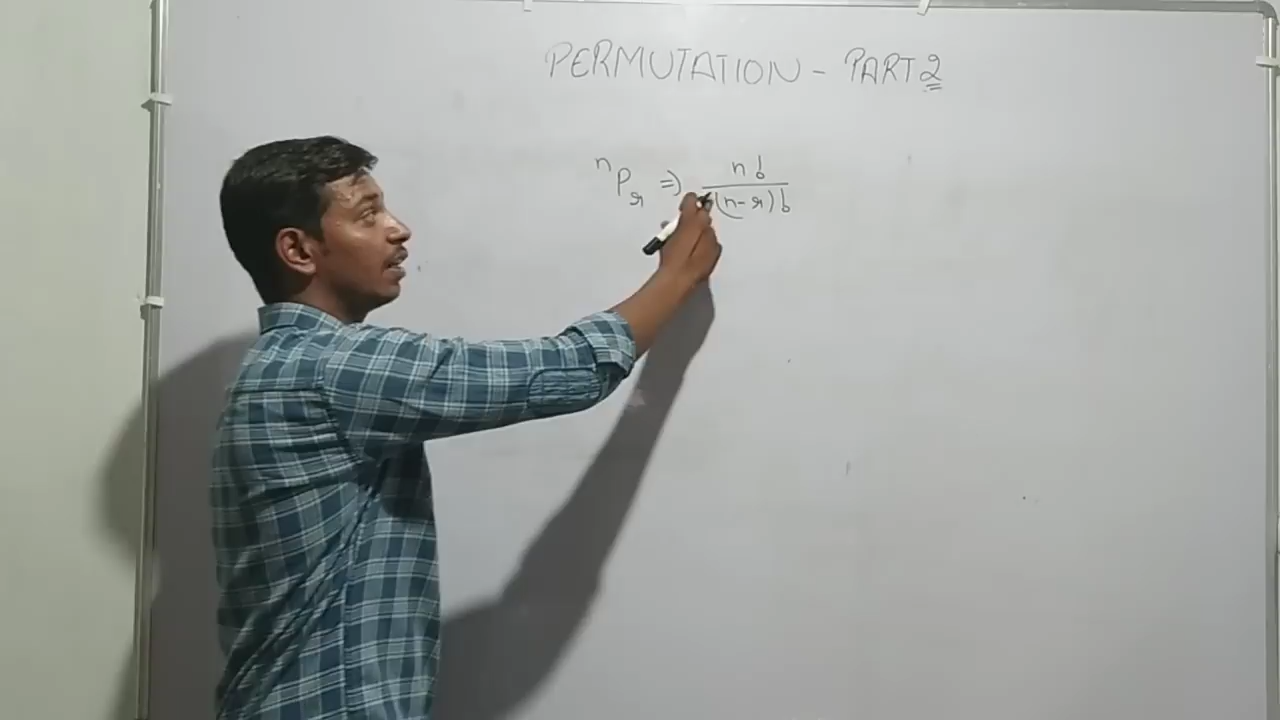 PERMUTATION - PART 2
nPr ⇒ n! / (n-r)!